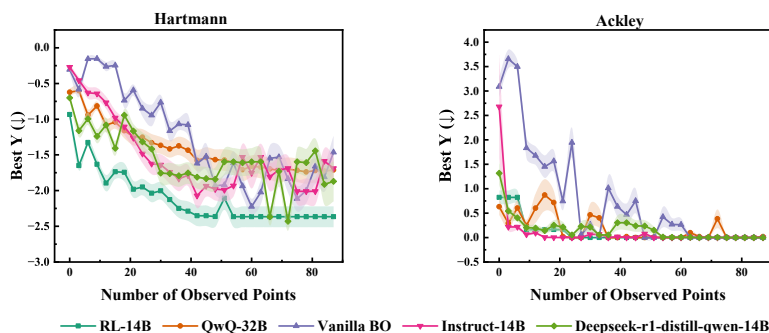 Hartmann
Ackley
0.0
-0.5
-1.0
-1.5
-2.0
-2.5
-3.0
Best Y (↓)
0 20 40 60 80
Number of Observed Points
4.0
3.5
3.0
2.5
2.0
1.5
1.0
0.5
0.0
-0.5
Best Y (↓)
0 20 40 60 80
Number of Observed Points
RL-14B QwQ-32B Vanilla BO Instruct-14B Deepseek-r1-distill-qwen-14B